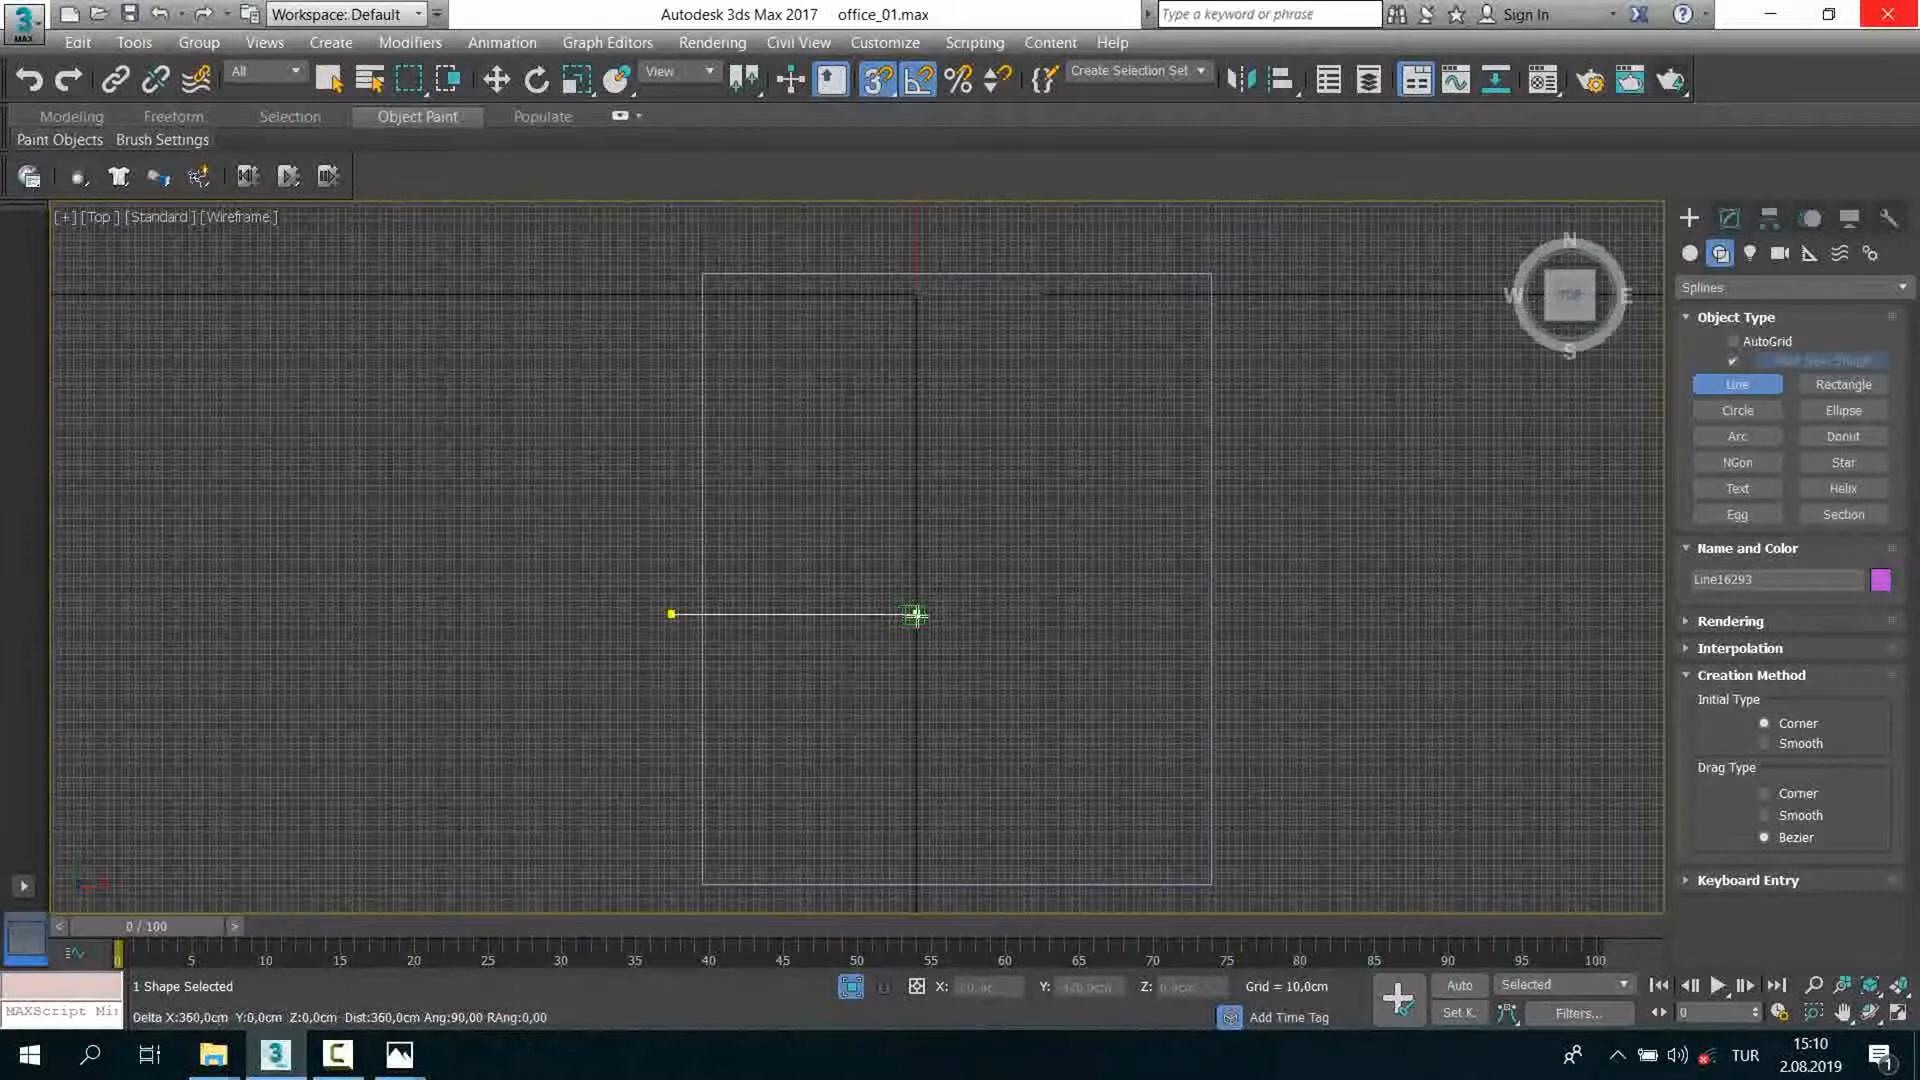 Workspace: Default
Autodesk 3ds Max 2017 office_01.max
Type a keyword or phrase
Sign In
MAX
Edit Tools Group Views Create Modifiers Animation Graph Editors Rendering Civil View Customize Scripting Content Help
All
View
Create Selection Set
Modeling Freeform Selection Object Paint Populate
Paint Objects Brush Settings
[+] [Top ] [Standard ] [Wireframe ]
N
W TOP E
S
Splines
Object Type
AutoGrid
Line Rectangle
Circle Ellipse
Arc Donut
NGon Star
Text Helix
Egg Section
Name and Color
Line16293
Rendering
Interpolation
Creation Method
Initial Type
Corner
Smooth
Drag Type
Corner
Smooth
Bezier
Keyboard Entry
< 0 / 100 >
0 5 10 15 20 25 30 35 40 45 50 55 60 65 70 75 80 85 90 95 100
1 Shape Selected
X: Y: Z: Grid = 10,0cm
Auto Selected
MAXScript Mi
Delta X:360,0cm Y:0,0cm Z:0,0cm Dist:360,0cm Ang:90,00 RAng:0,00
Add Time Tag
Set K. Filters...
0
TUR
15:10
2.08.2019
1